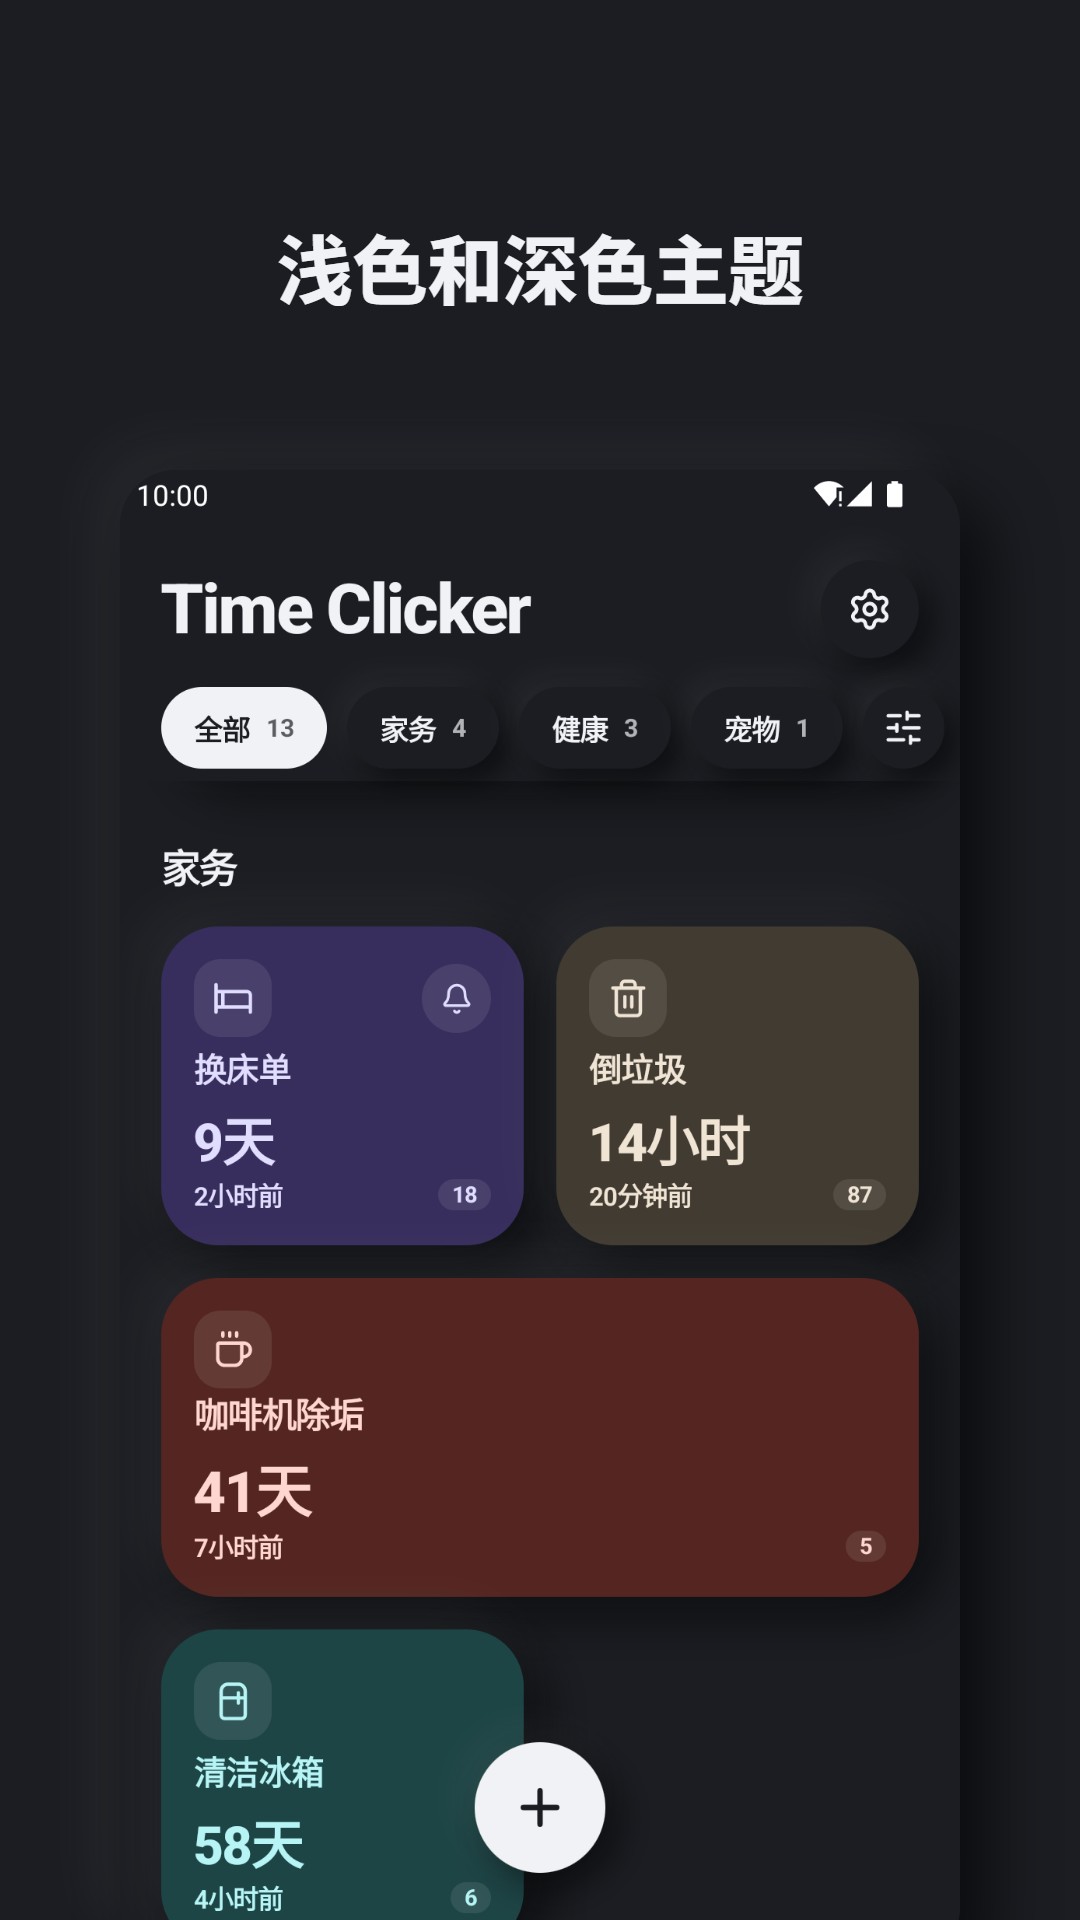 浅色和深色主题
10:00
Time Clicker
全部 13 家务 4 健康 3 宠物 1
家务
换床单
9天
2小时前 18
倒垃圾
14小时
20分钟前 87
咖啡机除垢
41天
7小时前 5
清洁冰箱
58天
4小时前 6